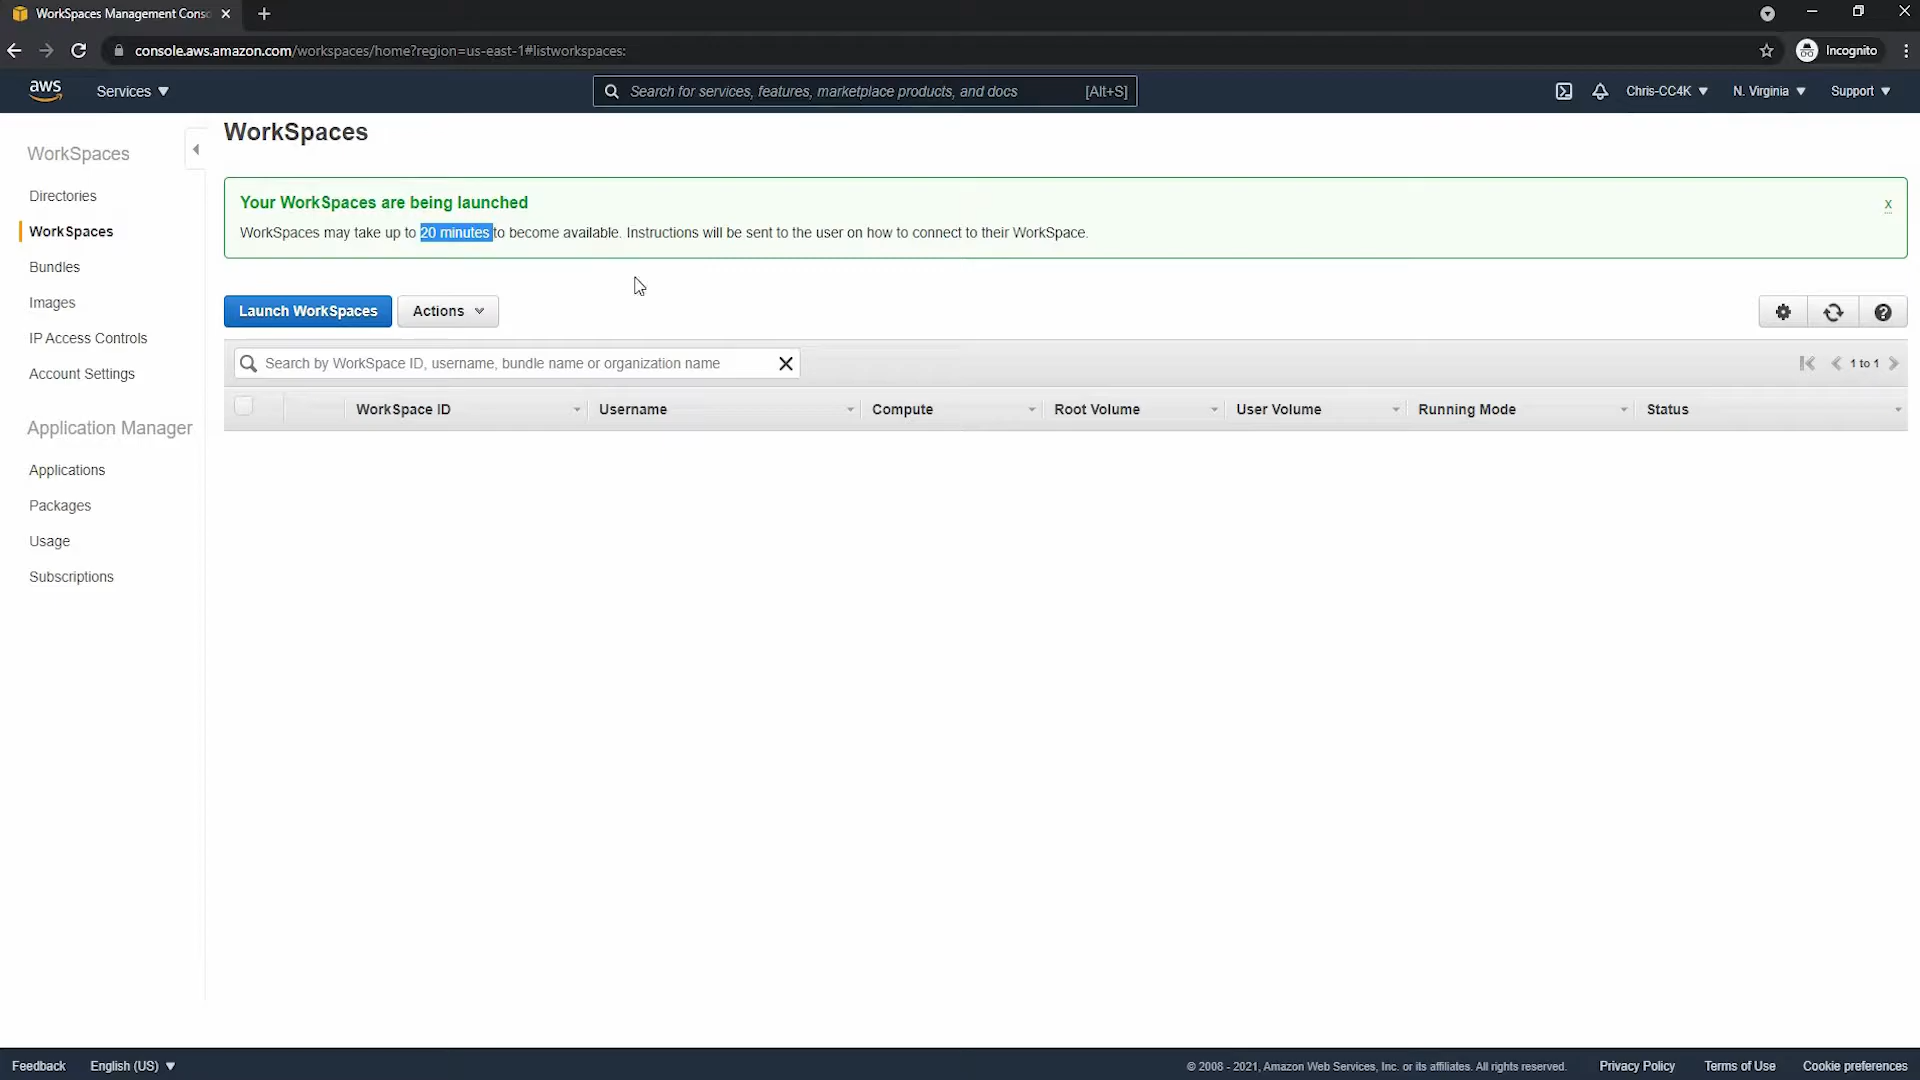 WorkSpaces Management Conso
console.aws.amazon.com/workspaces/home?region=us-east-1#listworkspaces:
Incognito
aws
Services
Search for services, features, marketplace products, and docs
[Alt+S]
Chris-CC4K
N. Virginia
Support
WorkSpaces
Directories
WorkSpaces
Bundles
Images
IP Access Controls
Account Settings
Application Manager
Applications
Packages
Usage
Subscriptions
WorkSpaces
Your WorkSpaces are being launched
x
WorkSpaces may take up to 20 minutes to become available. Instructions will be sent to the user on how to connect to their WorkSpace.
Launch WorkSpaces
Actions
Search by WorkSpace ID, username, bundle name or organization name
1 to 1
WorkSpace ID
Username
Compute
Root Volume
User Volume
Running Mode
Status
Feedback
English (US)
© 2008 - 2021, Amazon Web Services, Inc. or its affiliates. All rights reserved.
Privacy Policy
Terms of Use
Cookie preferences